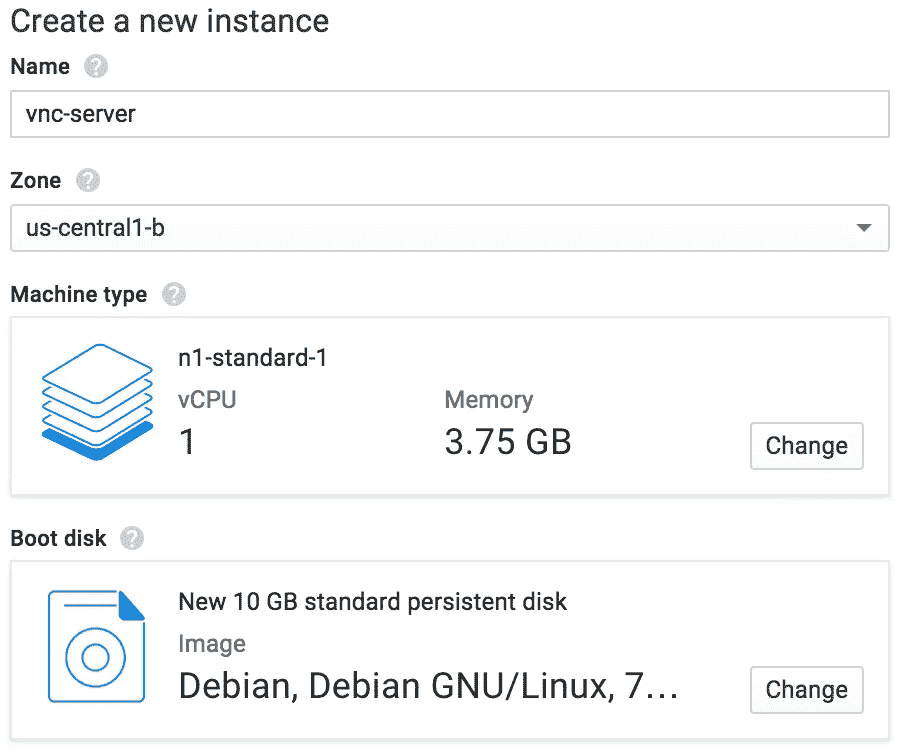 Create a new instance
Name ?
vnc-server
Zone ?
us-central1-b
Machine type ?
n1-standard-1
vCPU Memory
1 3.75 GB
Change
Boot disk ?
New 10 GB standard persistent disk
Image
Debian, Debian GNU/Linux, 7...
Change